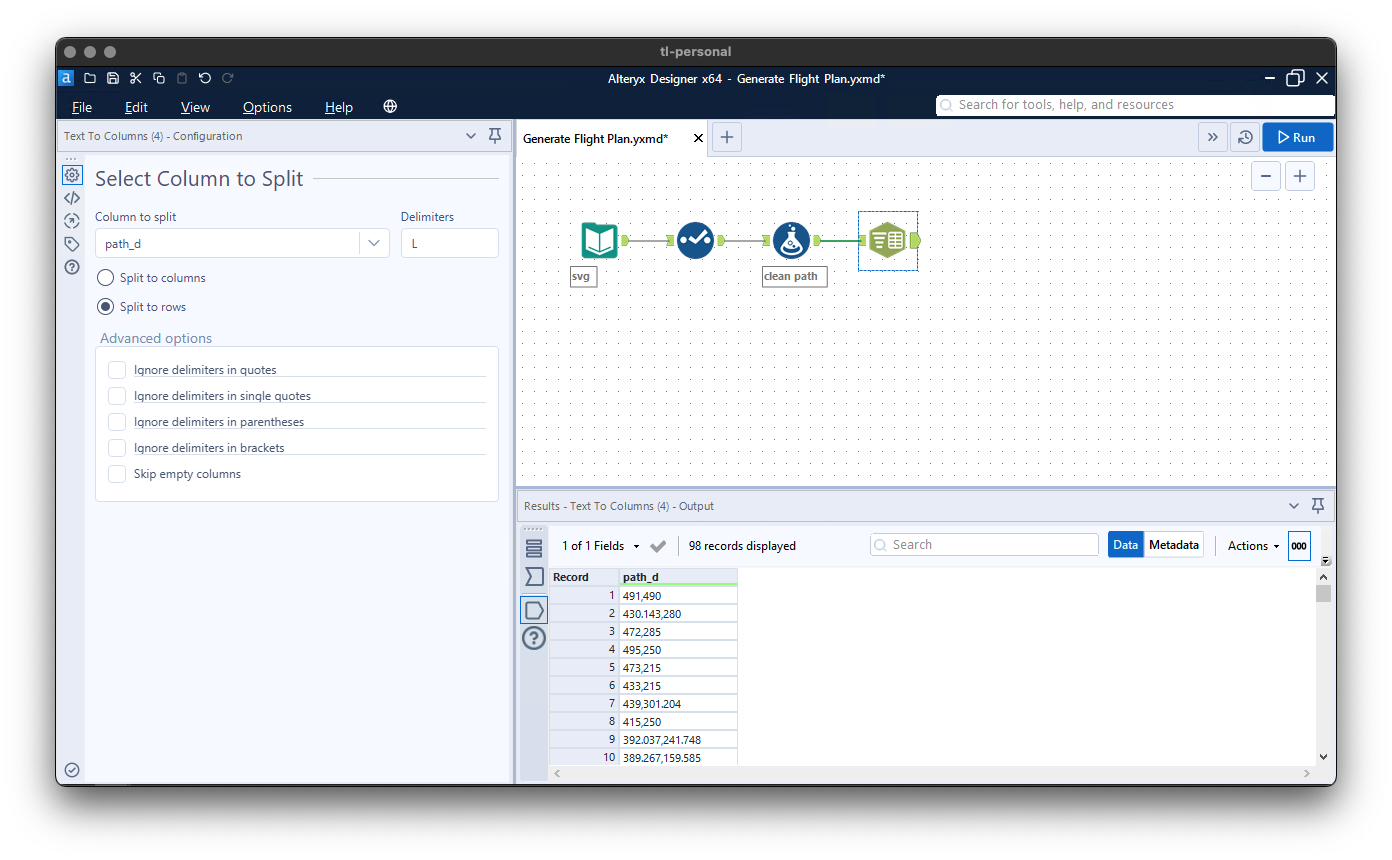 tl-personal
a
Alteryx Designer x64 - Generate Flight Plan.yxmd*
File Edit View Options Help
Search for tools, help, and resources
Text To Columns (4) - Configuration
Generate Flight Plan.yxmd*
Run
Select Column to Split
Column to split
Delimiters
path_d
L
Split to columns
Split to rows
Advanced options
Ignore delimiters in quotes
Ignore delimiters in single quotes
Ignore delimiters in parentheses
Ignore delimiters in brackets
Skip empty columns
svg
clean path
Results - Text To Columns (4) - Output
1 of 1 Fields
98 records displayed
Search
Data
Metadata
Actions
000
Record path_d
1 491,490
2 430.143,280
3 472,285
4 495,250
5 473,215
6 433,215
7 439,301.204
8 415,250
9 392.037,241.748
10 389.267,159.585